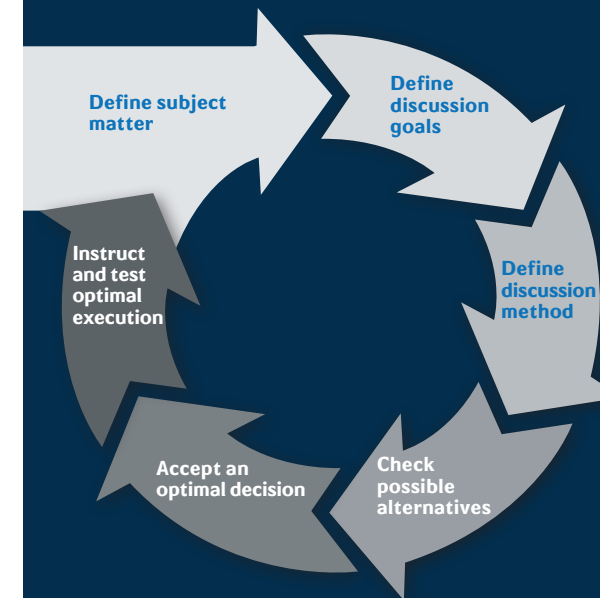 Define subject
matter
Define
discussion
goals
Define
discussion
method
Check
possible
alternatives
Accept an
optimal decision
Instruct
and test
optimal
execution